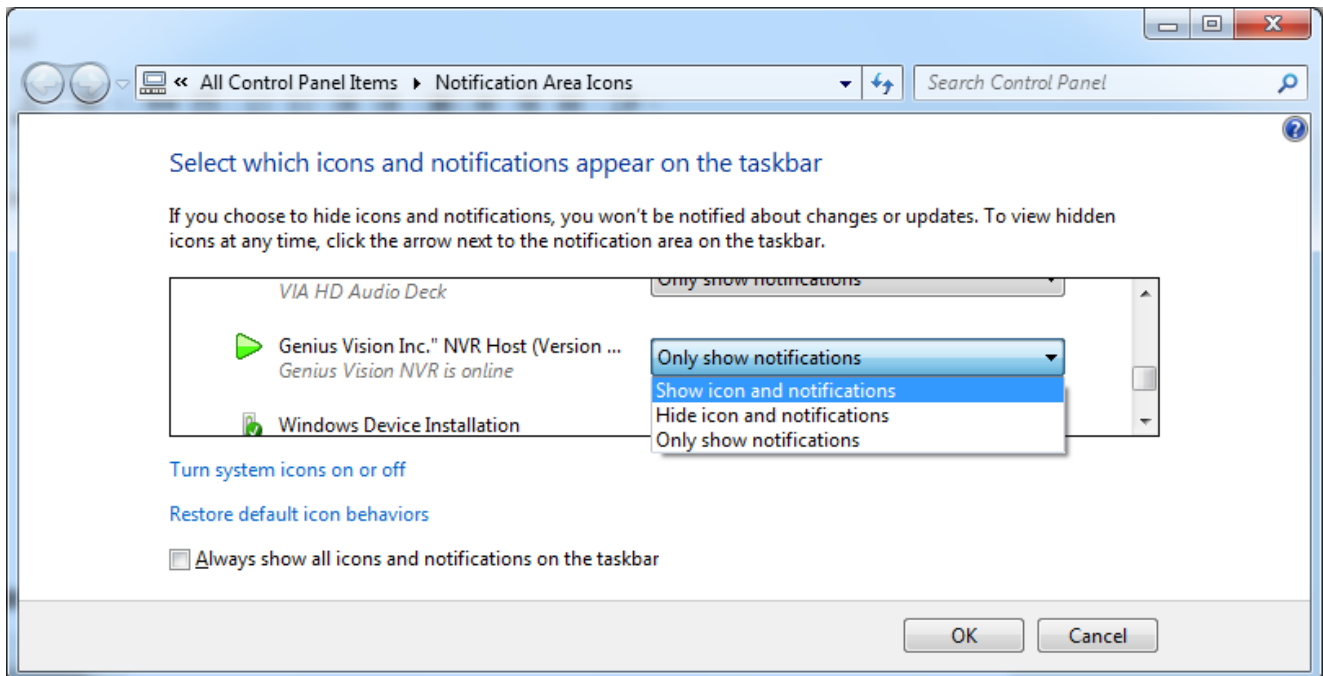 « All Control Panel Items ▸ Notification Area Icons
Search Control Panel
Select which icons and notifications appear on the taskbar
If you choose to hide icons and notifications, you won't be notified about changes or updates. To view hidden
icons at any time, click the arrow next to the notification area on the taskbar.
Only show notifications
VIA HD Audio Deck
Genius Vision Inc." NVR Host (Version ...
Only show notifications
Genius Vision NVR is online
Show icon and notifications
Hide icon and notifications
Windows Device Installation
Only show notifications
Turn system icons on or off
Restore default icon behaviors
Always show all icons and notifications on the taskbar
OK
Cancel